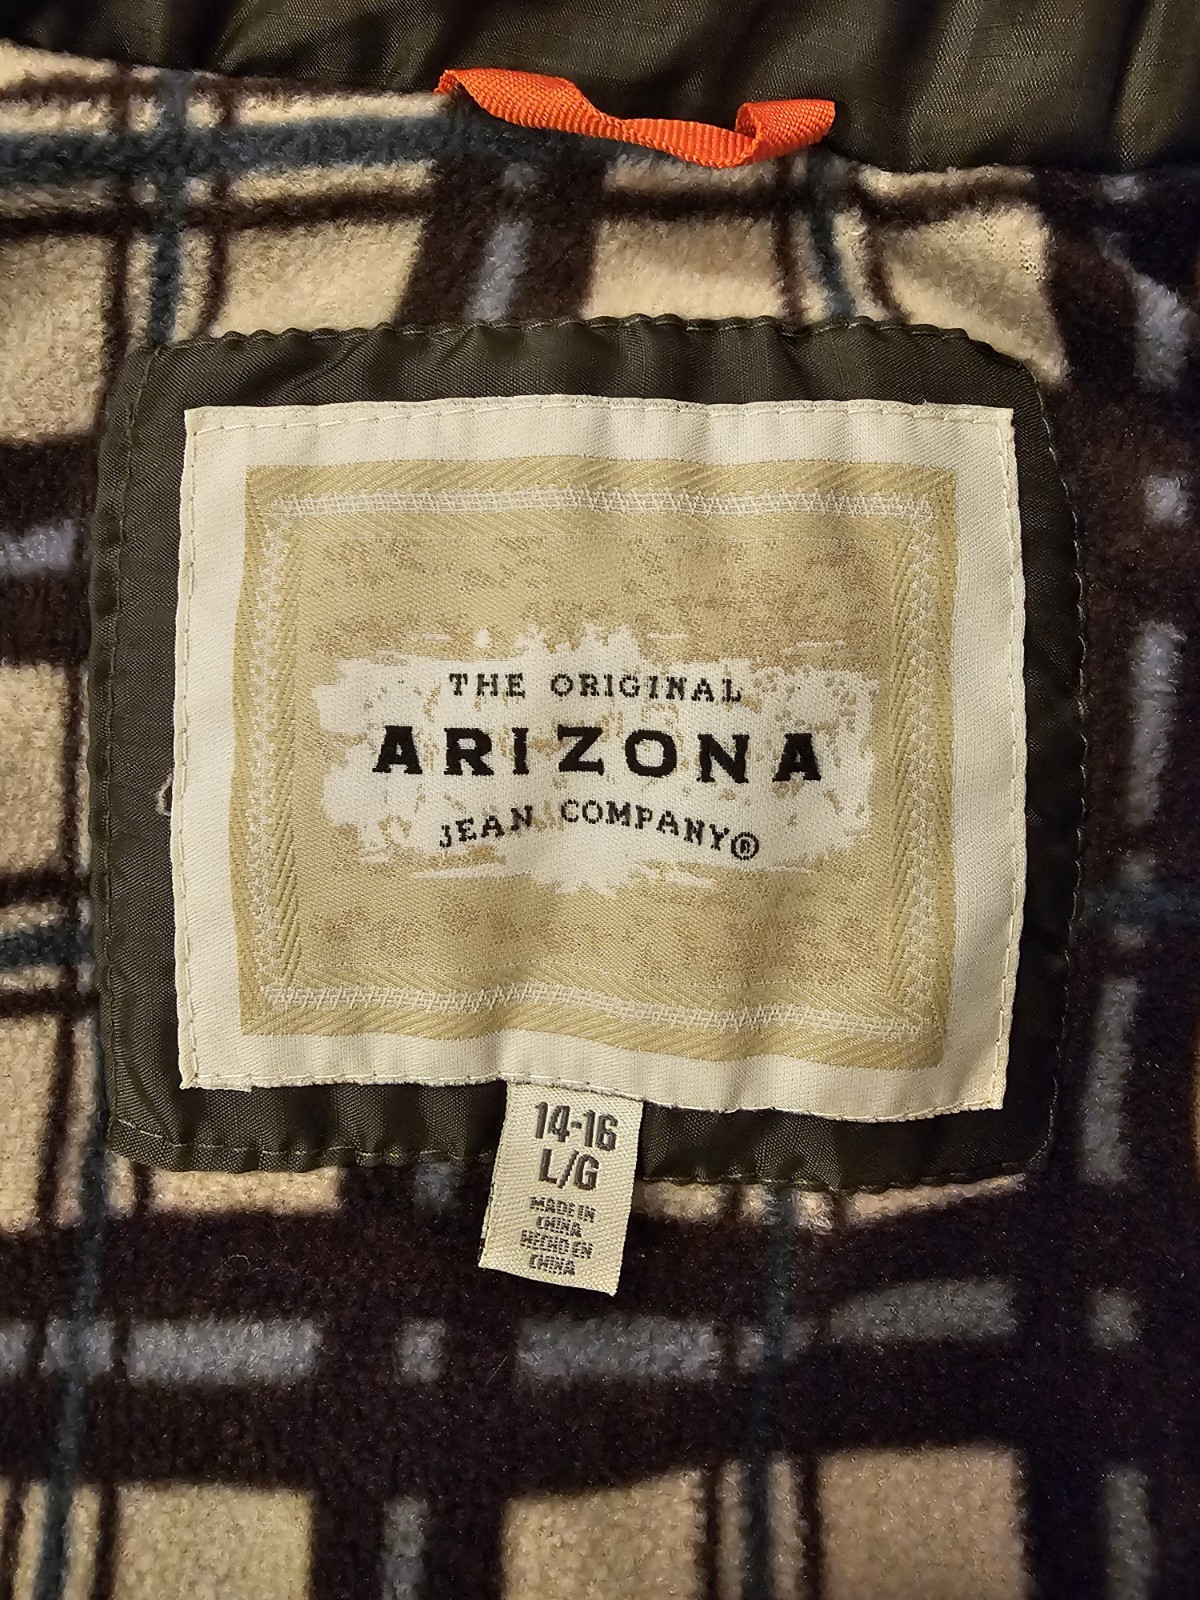 THE ORIGINAL
ARIZONA
JEAN COMPANY®
14-16
L/G
MADE IN
CHINA
HECHO EN
CHINA